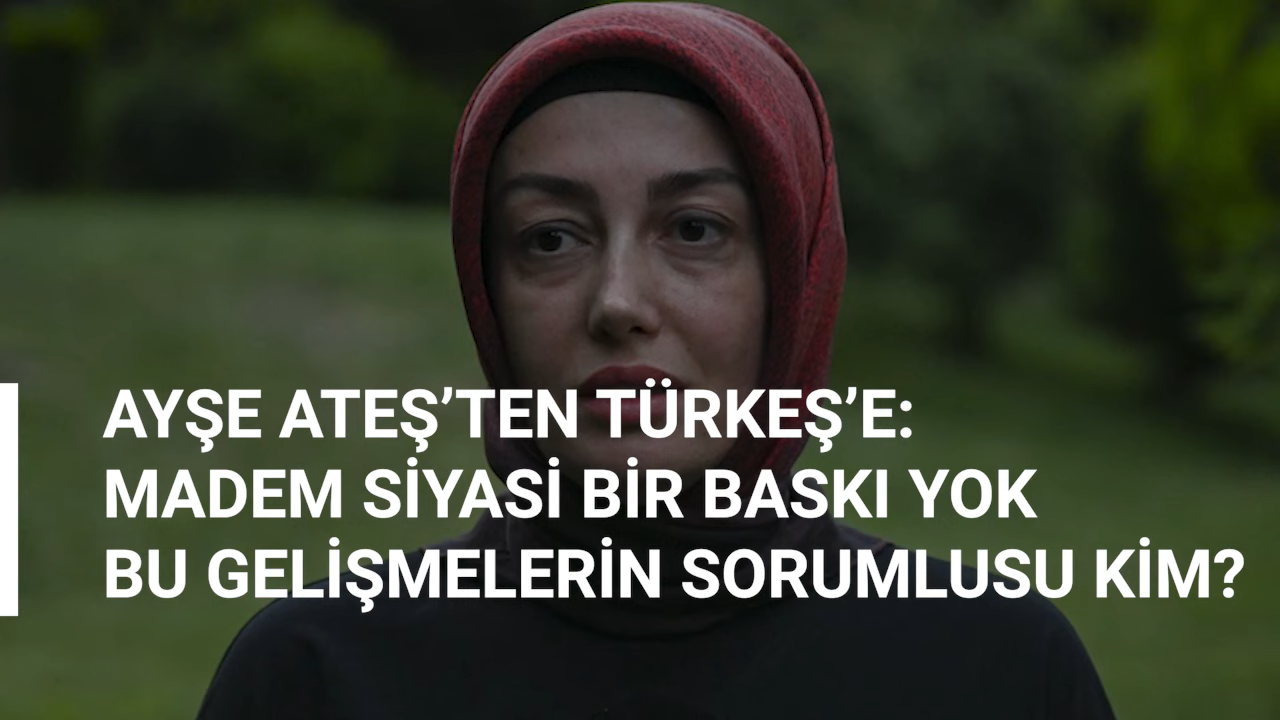 AYŞE ATEŞ’TEN TÜRKEŞ’E:
MADEM SİYASİ BİR BASKI YOK
BU GELİŞMELERİN SORUMLUSU KİM?